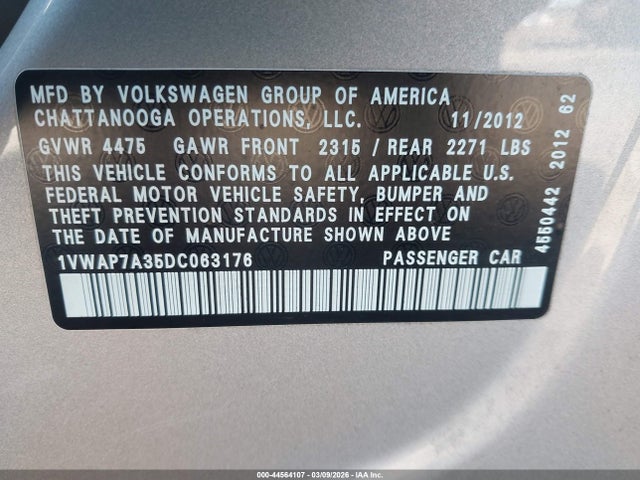 MFD BY VOLKSWAGEN GROUP OF AMERICA
CHATTANOOGA OPERATIONS, LLC. 11/2012
GVWR 4475 GAWR FRONT 2315 / REAR 2271 LBS
THIS VEHICLE CONFORMS TO ALL APPLICABLE U.S.
FEDERAL MOTOR VEHICLE SAFETY, BUMPER AND
THEFT PREVENTION STANDARDS IN EFFECT ON
THE DATE OF MANUFACTURE SHOWN ABOVE
1VWAP7A35DC063176 PASSENGER CAR
4550442 2012 62
000-44564107 - 03/09/2026 - IAA Inc.